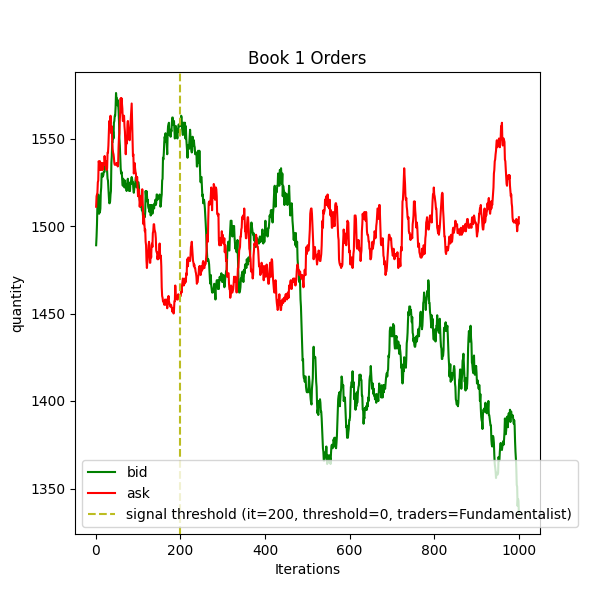 Book 1 Orders
1550
1500
1450
1400
1350
quantity
bid
ask
signal threshold (it=200, threshold=0, traders=Fundamentalist)
0 200 400 600 800 1000
Iterations